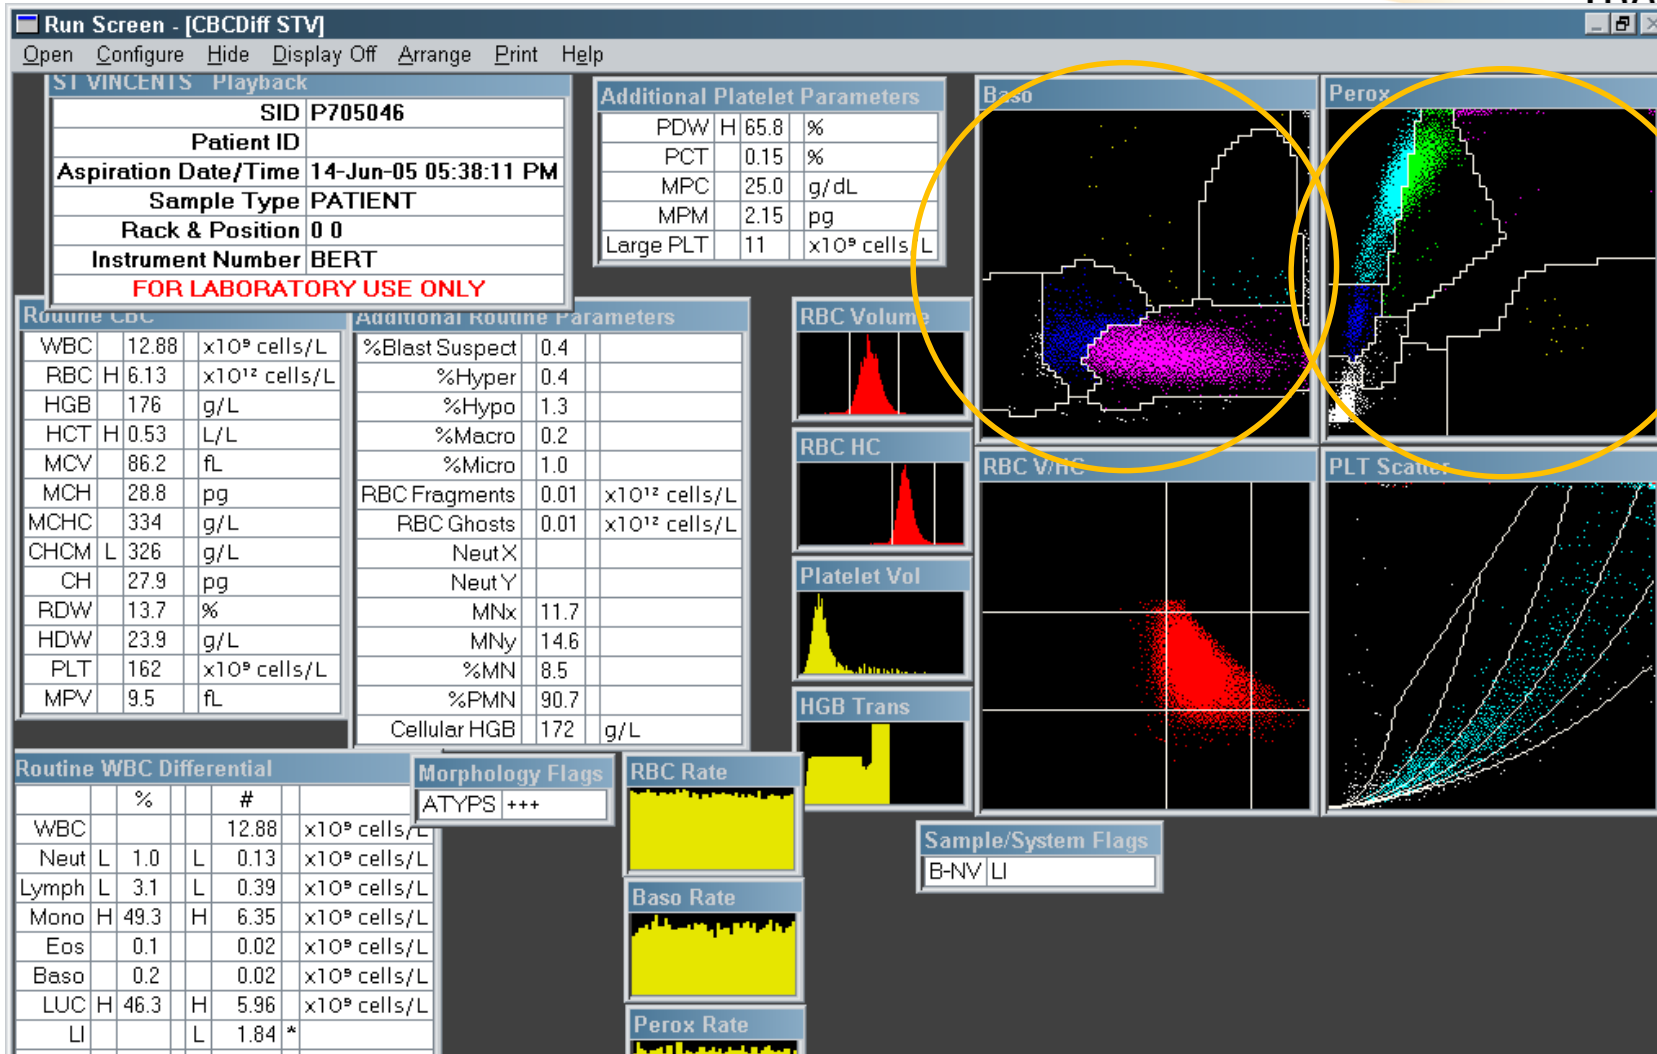 Run Screen - [CBCDiff STV]
Open Configure Hide Display Off Arrange Print Help
ST VINCENTS Playback
SID P705046
Patient ID
Aspiration Date/Time 14-Jun-05 05:38:11 PM
Sample Type PATIENT
Rack & Position 0 0
Instrument Number BERT
FOR LABORATORY USE ONLY
Additional Platelet Parameters
PDW H 65.8 %
PCT 0.15 %
MPC 25.0 g/dL
MPM 2.15 pg
Large PLT 11 x10⁹ cells/L
Baso
Perox
Routine CBC
WBC 12.88 x10⁹ cells/L
RBC H 6.13 x10¹² cells/L
HGB 176 g/L
HCT H 0.53 L/L
MCV 86.2 fL
MCH 28.8 pg
MCHC 334 g/L
CHCM L 326 g/L
CH 27.9 pg
RDW 13.7 %
HDW 23.9 g/L
PLT 162 x10⁹ cells/L
MPV 9.5 fL
Additional Routine Parameters
%Blast Suspect 0.4
%Hyper 0.4
%Hypo 1.3
%Macro 0.2
%Micro 1.0
RBC Fragments 0.01 x10¹² cells/L
RBC Ghosts 0.01 x10¹² cells/L
NeutX
NeutY
MNx 11.7
MNy 14.6
%MN 8.5
%PMN 90.7
Cellular HGB 172 g/L
RBC Volume
RBC HC
Platelet Vol
HGB Trans
RBC V/HC
PLT Scatter
Routine WBC Differential
% #
WBC 12.88 x10⁹ cells/L
Neut L 1.0 L 0.13 x10⁹ cells/L
Lymph L 3.1 L 0.39 x10⁹ cells/L
Mono H 49.3 H 6.35 x10⁹ cells/L
Eos 0.1 0.02 x10⁹ cells/L
Baso 0.2 0.02 x10⁹ cells/L
LUC H 46.3 H 5.96 x10⁹ cells/L
LI L 1.84 *
Morphology Flags
ATYPS +++
RBC Rate
Baso Rate
Perox Rate
Sample/System Flags
B-NV LI